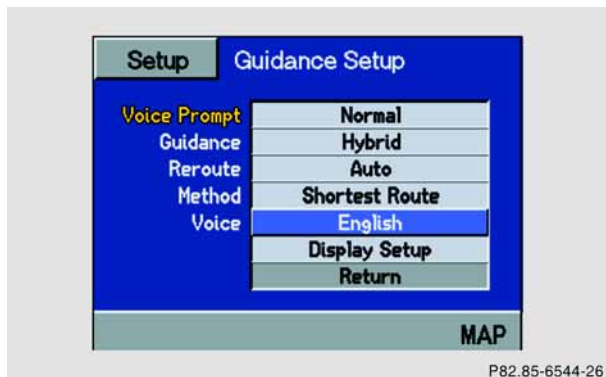 Setup Guidance Setup
Voice Prompt Normal
Guidance Hybrid
Reroute Auto
Method Shortest Route
Voice English
Display Setup
Return
MAP
P82.85-6544-26